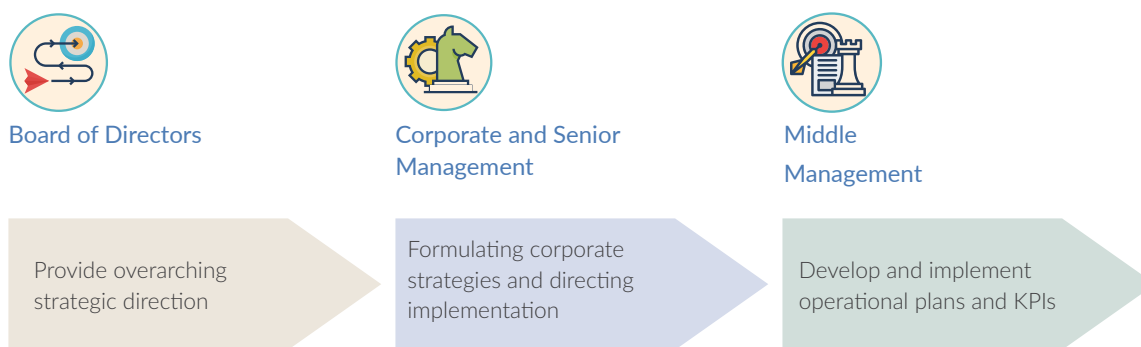 Board of Directors
Corporate and Senior
Management
Middle
Management
Provide overarching
strategic direction
Formulating corporate
strategies and directing
implementation
Develop and implement
operational plans and KPIs